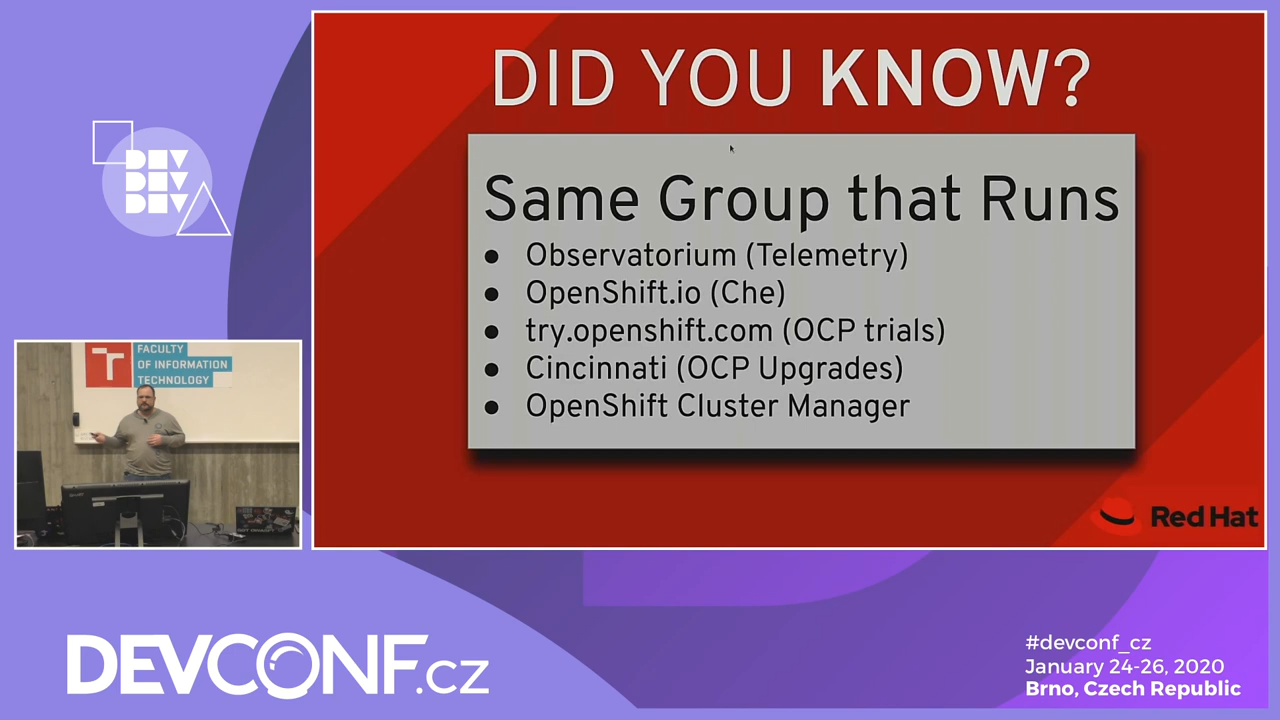 DID YOU KNOW?
DEV
DEV
DEV
Same Group that Runs
● Observatorium (Telemetry)
● OpenShift.io (Che)
● try.openshift.com (OCP trials)
● Cincinnati (OCP Upgrades)
● OpenShift Cluster Manager
FACULTY
OF INFORMATION
TECHNOLOGY
Red Hat
DEVCONF.cz
#devconf_cz
January 24-26, 2020
Brno, Czech Republic